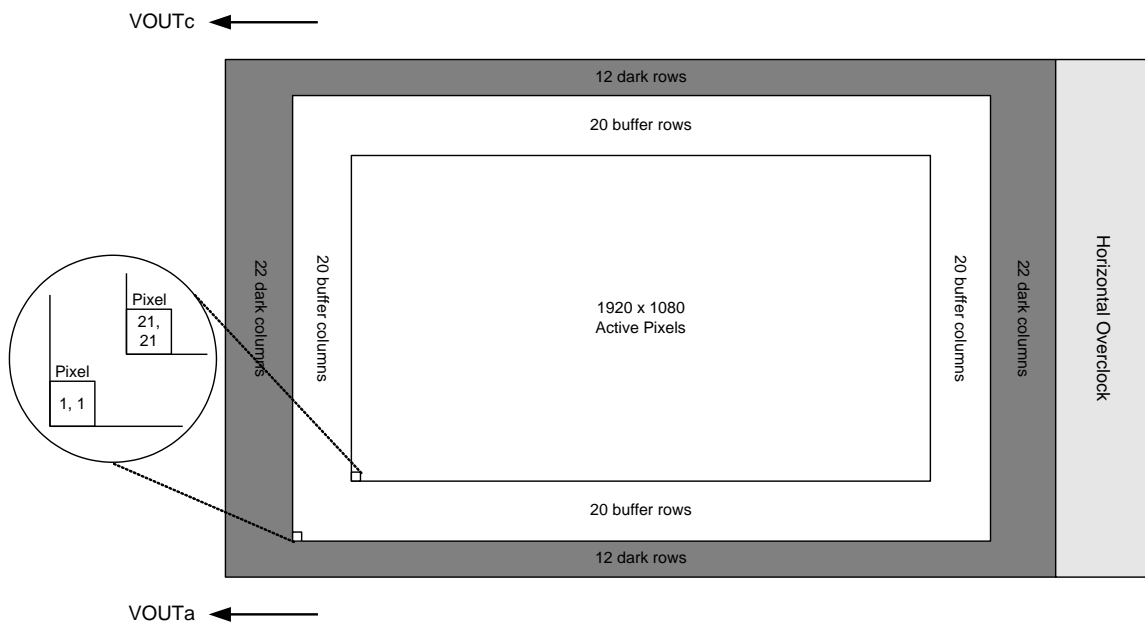 VOUTc
12 dark rows
20 buffer rows
22 dark columns
20 buffer columns
1920 x 1080
Active Pixels
20 buffer columns
22 dark columns
Horizontal Overclock
Pixel
21,
21
Pixel
1, 1
20 buffer rows
12 dark rows
VOUTa